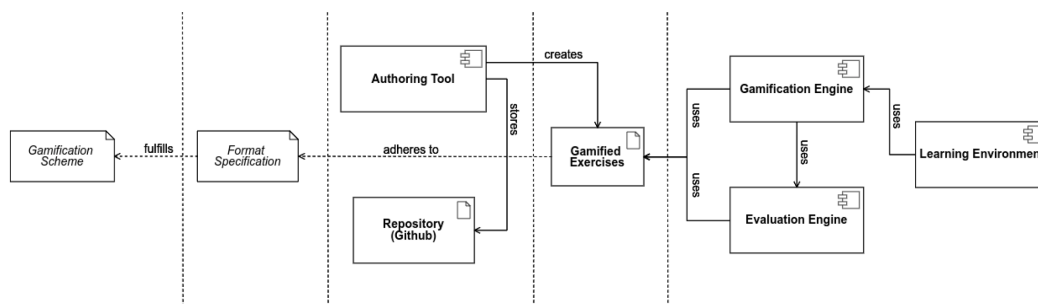 creates
Authoring Tool
stores
Gamification Engine
uses
uses
uses
Gamification
Scheme
fulfills
Format
Specification
adheres to
Gamified
Exercises
Learning Environment
uses
Repository
(Github)
Evaluation Engine